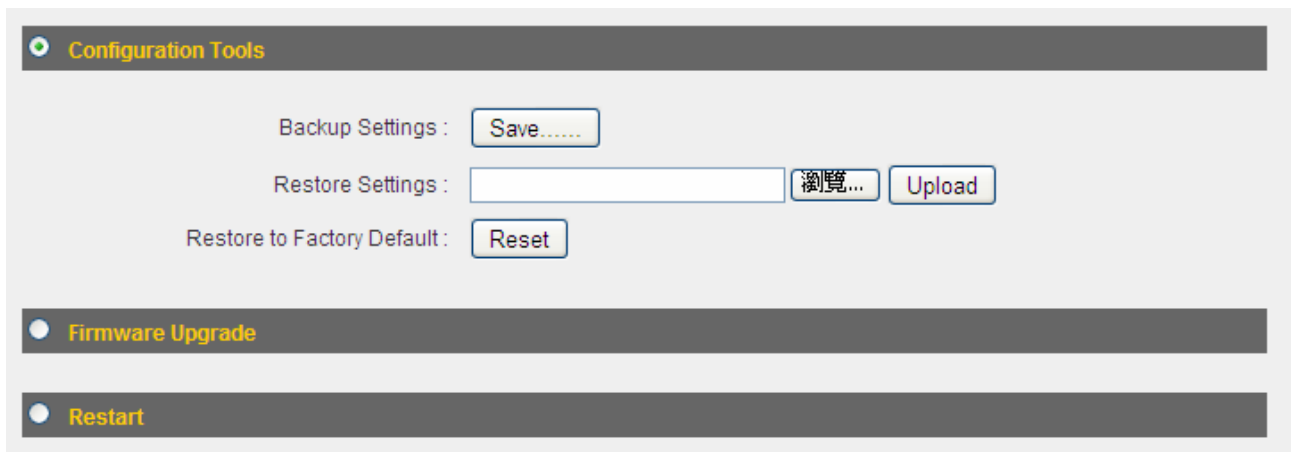 Configuration Tools
Backup Settings : Save......
Restore Settings : 瀏覽... Upload
Restore to Factory Default : Reset
Firmware Upgrade
Restart